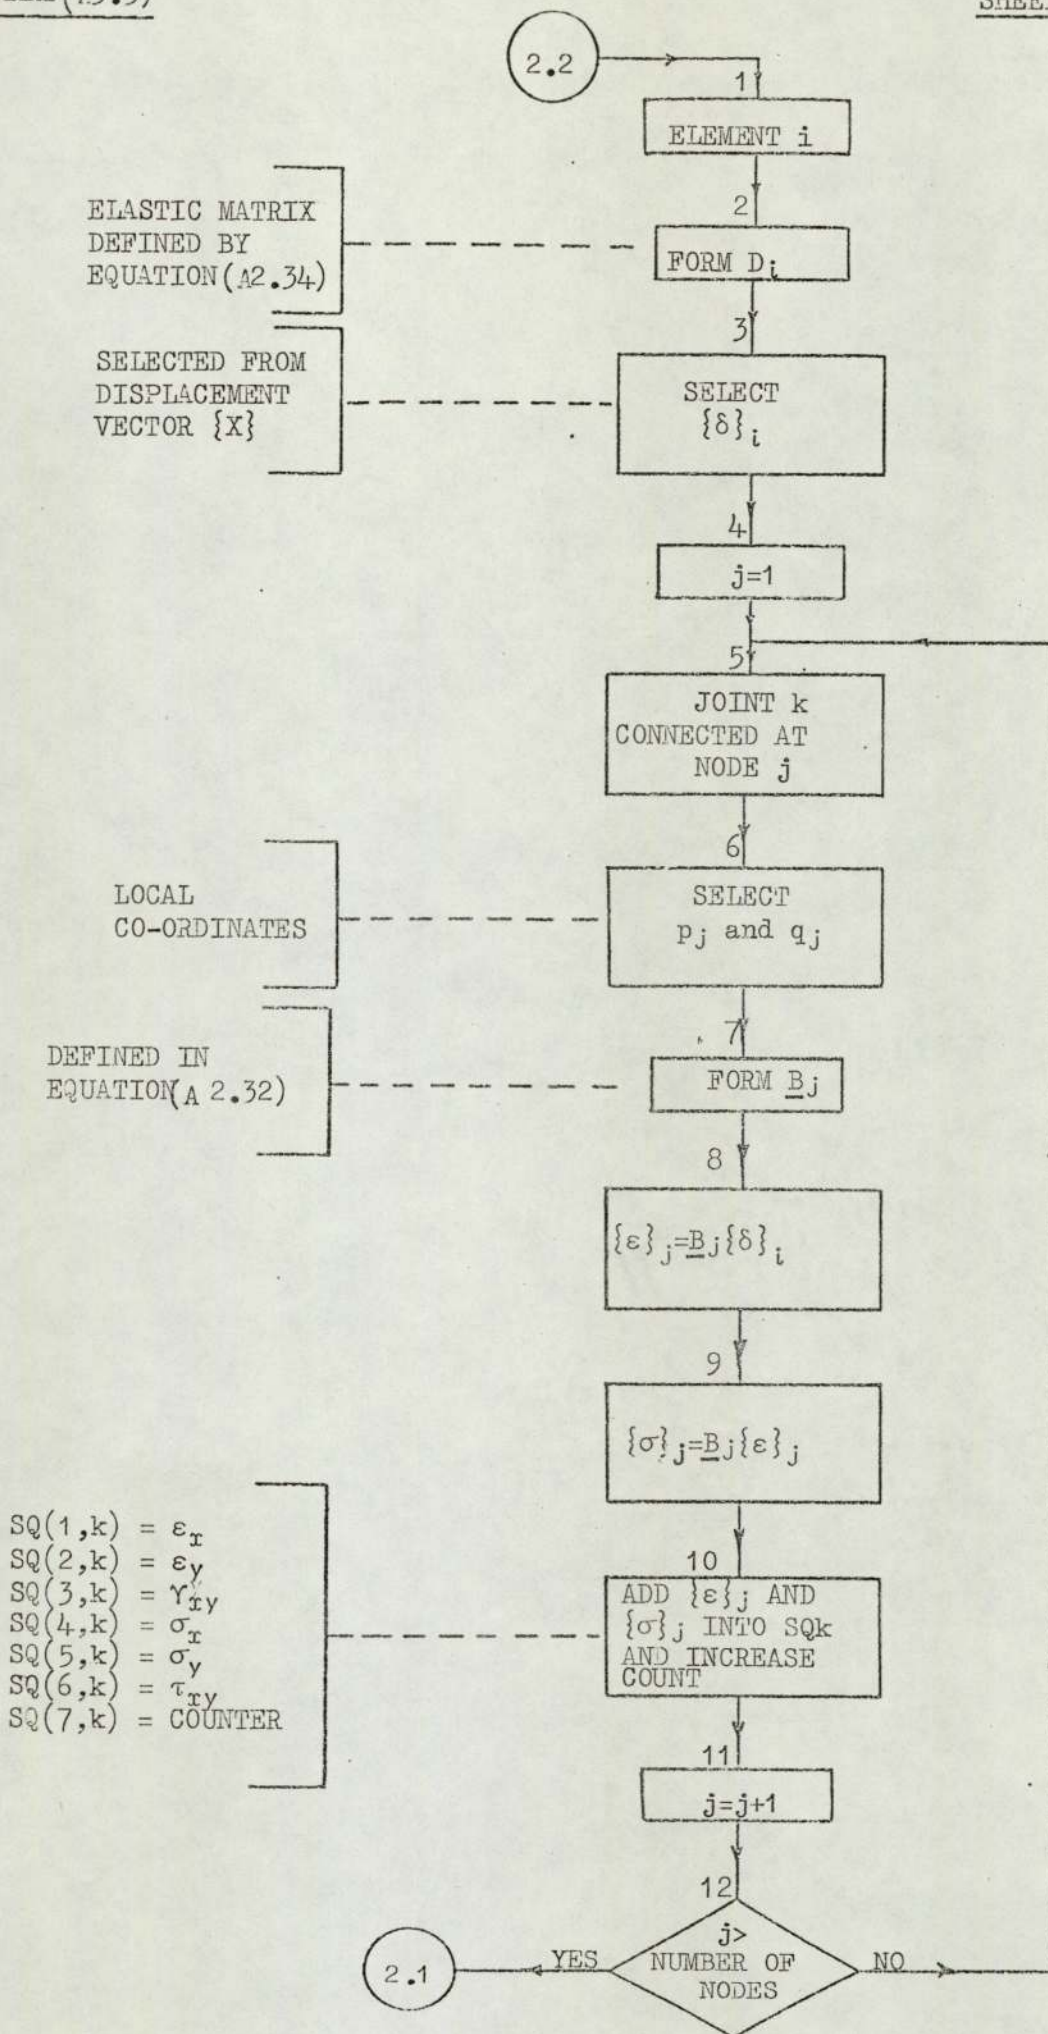 2.2
1
ELEMENT i
2
ELASTIC MATRIX
DEFINED BY
EQUATION(A2.34)
FORM Di
3
SELECTED FROM
DISPLACEMENT
VECTOR {X}
SELECT
{δ}i
4
j=1
5
JOINT k
CONNECTED AT
NODE j
6
LOCAL
CO-ORDINATES
SELECT
pj and qj
7
DEFINED IN
EQUATION(A 2.32)
FORM Bj
8
{ε}j=Bj{δ}i
9
{σ}j=Bj{ε}j
10
SQ(1,k) = εx
SQ(2,k) = εy
SQ(3,k) = γxy
SQ(4,k) = σx
SQ(5,k) = σy
SQ(6,k) = τxy
SQ(7,k) = COUNTER
ADD {ε}j AND
{σ}j INTO SQk
AND INCREASE
COUNT
11
j=j+1
12
j>
NUMBER OF
NODES
YES
NO
2.1